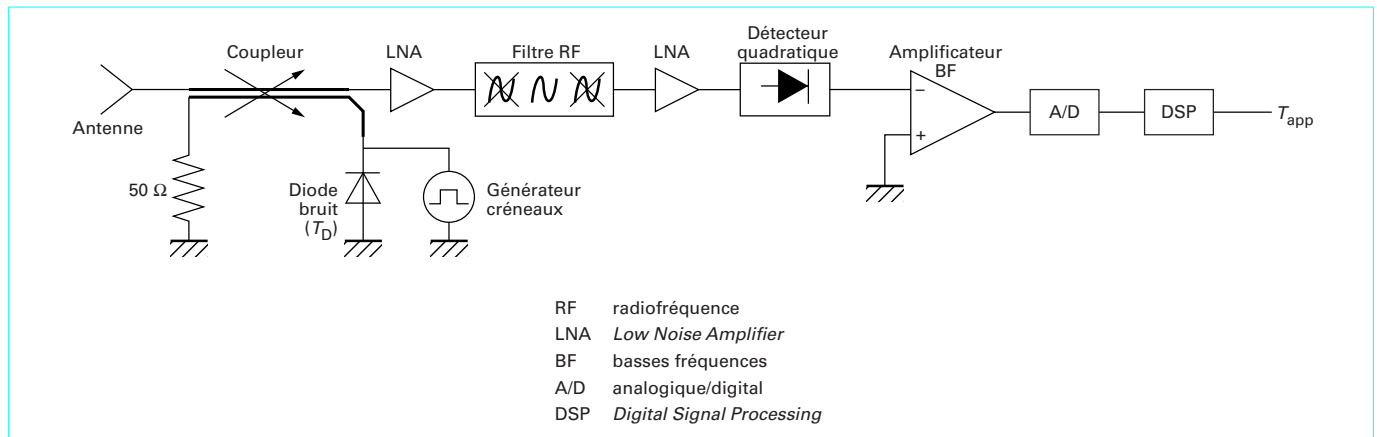 Antenne
Coupleur
LNA
Filtre RF
LNA
Détecteur
quadratique
Amplificateur
BF
−
+
A/D
DSP
T_app
50 Ω
Diode
bruit
(T_D)
Générateur
créneaux
RF radiofréquence
LNA Low Noise Amplifier
BF basses fréquences
A/D analogique/digital
DSP Digital Signal Processing